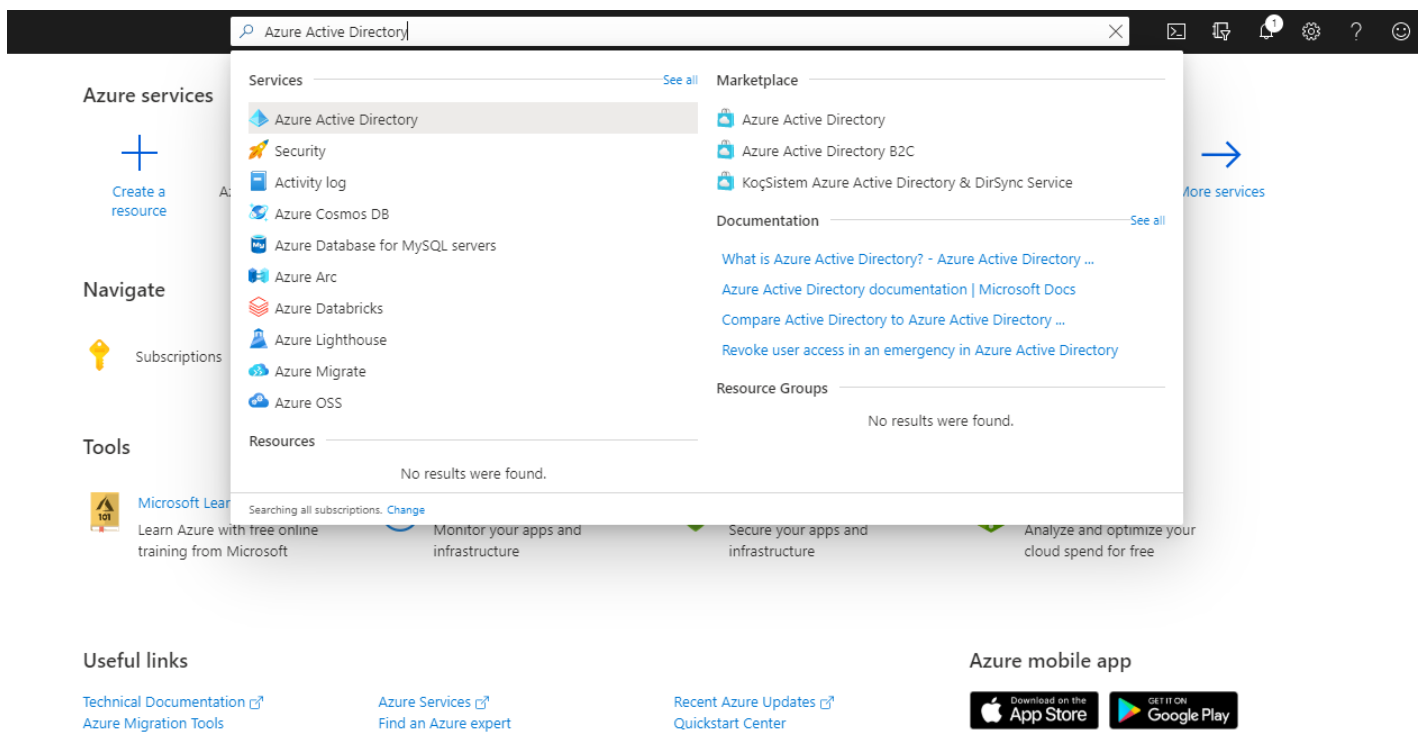 Azure Active Directory
1
Azure services
Create a
resource
More services
Navigate
Subscriptions
Tools
Microsoft Lear
Learn Azure with free online
training from Microsoft
Monitor your apps and
infrastructure
Secure your apps and
infrastructure
Analyze and optimize your
cloud spend for free
Services
See all
Azure Active Directory
Security
Activity log
Azure Cosmos DB
Azure Database for MySQL servers
Azure Arc
Azure Databricks
Azure Lighthouse
Azure Migrate
Azure OSS
Resources
No results were found.
Searching all subscriptions. Change
Marketplace
Azure Active Directory
Azure Active Directory B2C
KoçSistem Azure Active Directory & DirSync Service
Documentation
See all
What is Azure Active Directory? - Azure Active Directory ...
Azure Active Directory documentation | Microsoft Docs
Compare Active Directory to Azure Active Directory ...
Revoke user access in an emergency in Azure Active Directory
Resource Groups
No results were found.
Useful links
Technical Documentation
Azure Migration Tools
Azure Services
Find an Azure expert
Recent Azure Updates
Quickstart Center
Azure mobile app
Download on the
App Store
GET IT ON
Google Play